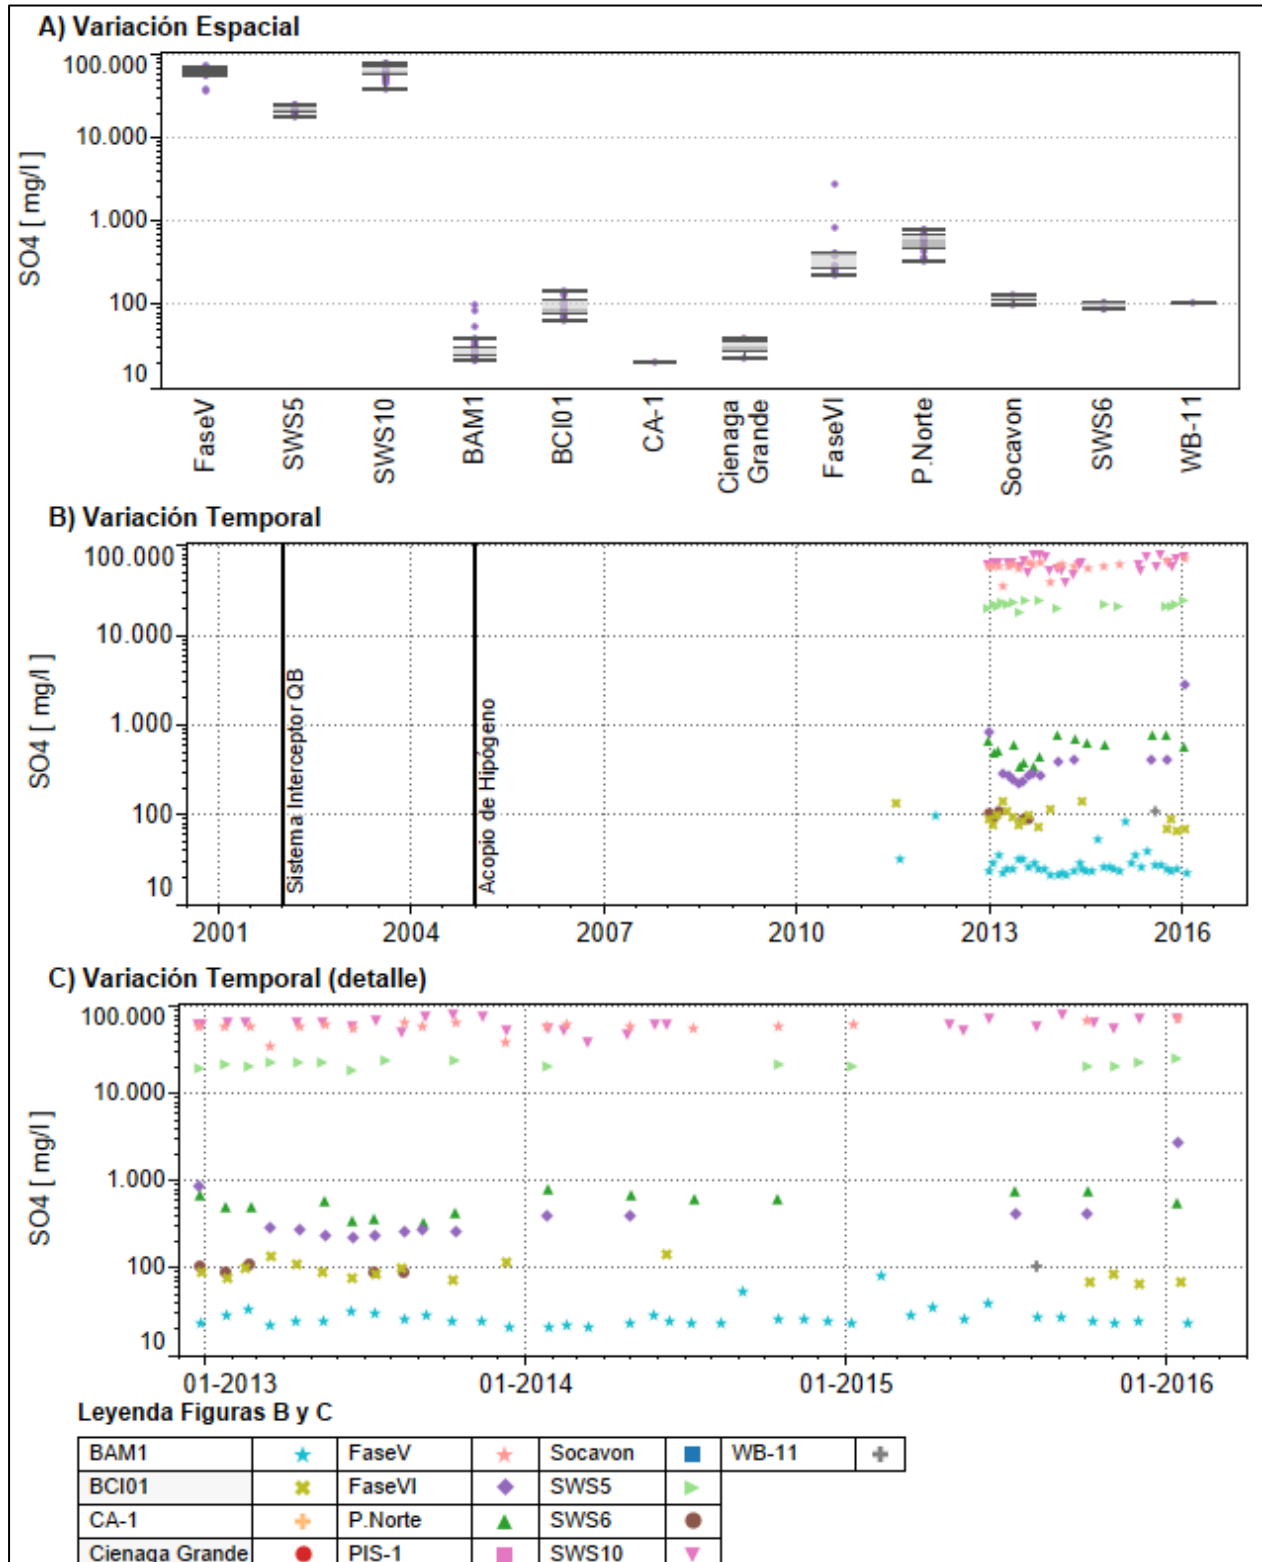 A) Variación Espacial
SO4 [ mg/l ]
100.000
10.000
1.000
100
10
FaseV
SWS5
SWS10
BAM1
BCI01
CA-1
Cienaga
Grande
FaseVI
P.Norte
Socavon
SWS6
WB-11
B) Variación Temporal
SO4 [ mg/l ]
100.000
10.000
1.000
100
10
Sistema Interceptor QB
Acopio de Hipógeno
2001 2004 2007 2010 2013 2016
C) Variación Temporal (detalle)
SO4 [ mg/l ]
100.000
10.000
1.000
100
10
01-2013 01-2014 01-2015 01-2016
Leyenda Figuras B y C
BAM1 FaseV Socavon WB-11
BCI01 FaseVI SWS5
CA-1 P.Norte SWS6
Cienaga Grande PIS-1 SWS10